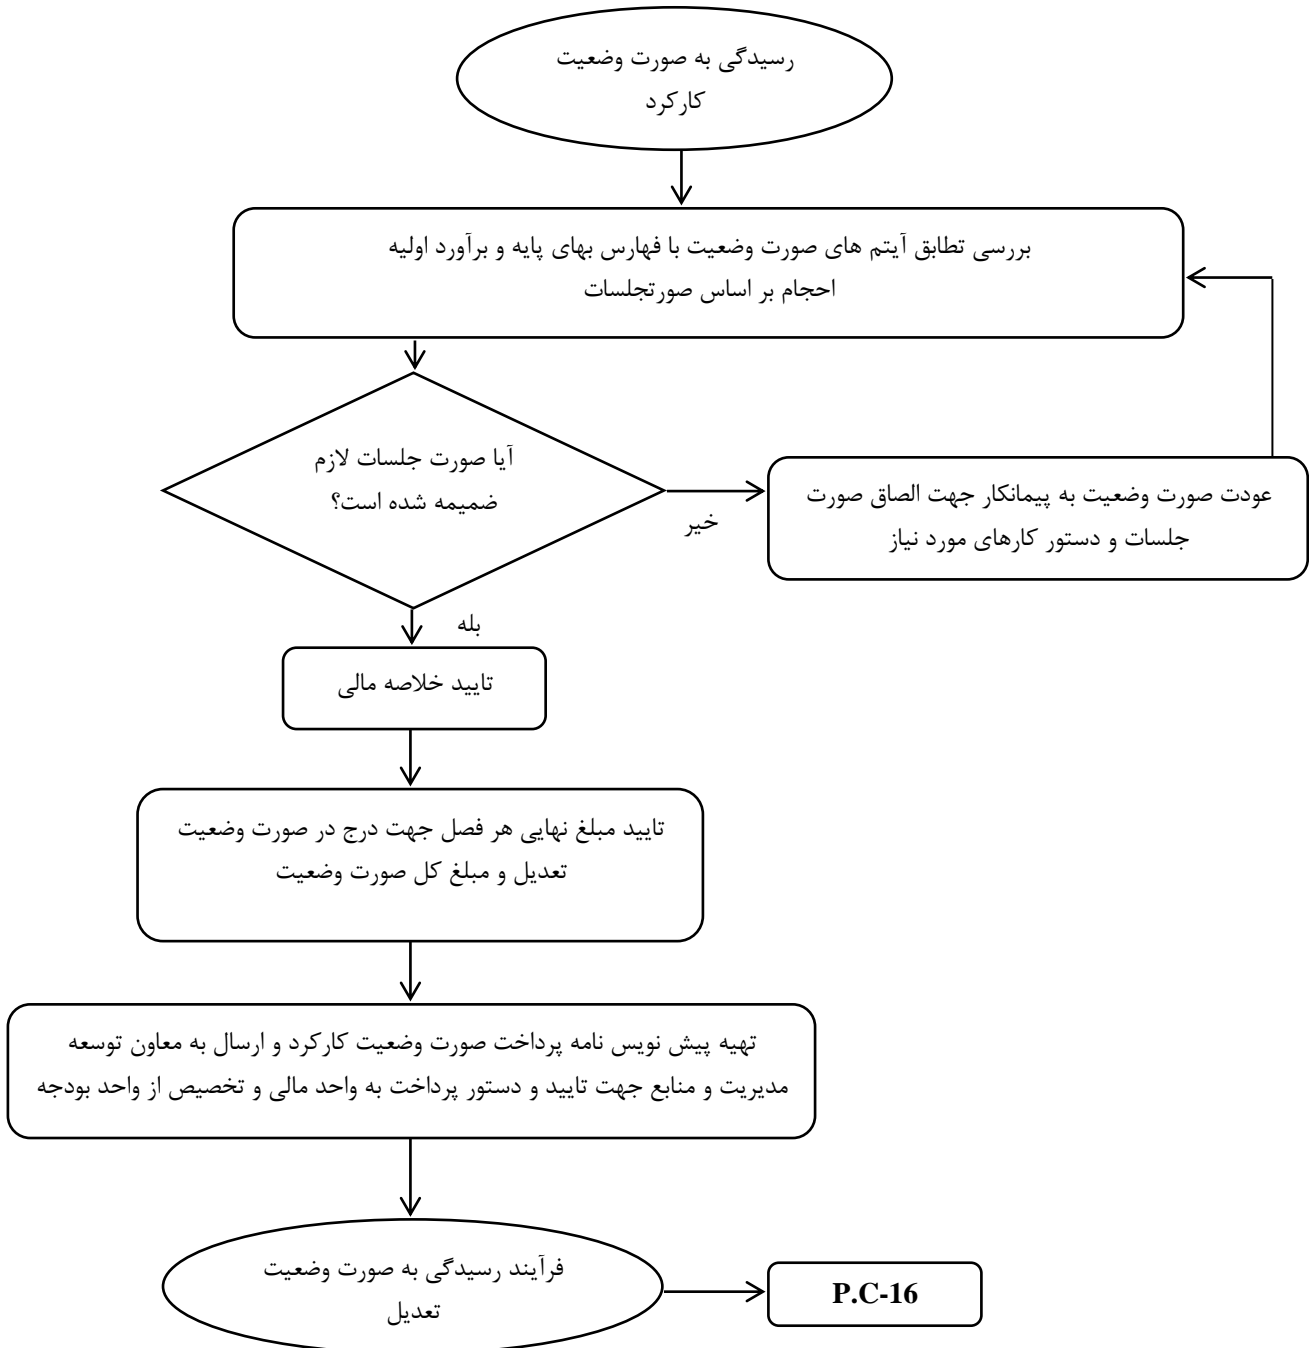 رسیدگی به صورت وضعیت
کارکرد
بررسی تطابق آیتم های صورت وضعیت با فهارس بهای پایه و برآورد اولیه
احجام بر اساس صورتجلسات
آیا صورت جلسات لازم
ضمیمه شده است؟
خیر
عودت صورت وضعیت به پیمانکار جهت الصاق صورت
جلسات و دستور کارهای مورد نیاز
بله
تایید خلاصه مالی
تایید مبلغ نهایی هر فصل جهت درج در صورت وضعیت
تعدیل و مبلغ کل صورت وضعیت
تهیه پیش نویس نامه پرداخت صورت وضعیت کارکرد و ارسال به معاون توسعه
مدیریت و منابع جهت تایید و دستور پرداخت به واحد مالی و تخصیص از واحد بودجه
فرآیند رسیدگی به صورت وضعیت
تعدیل
P.C-16